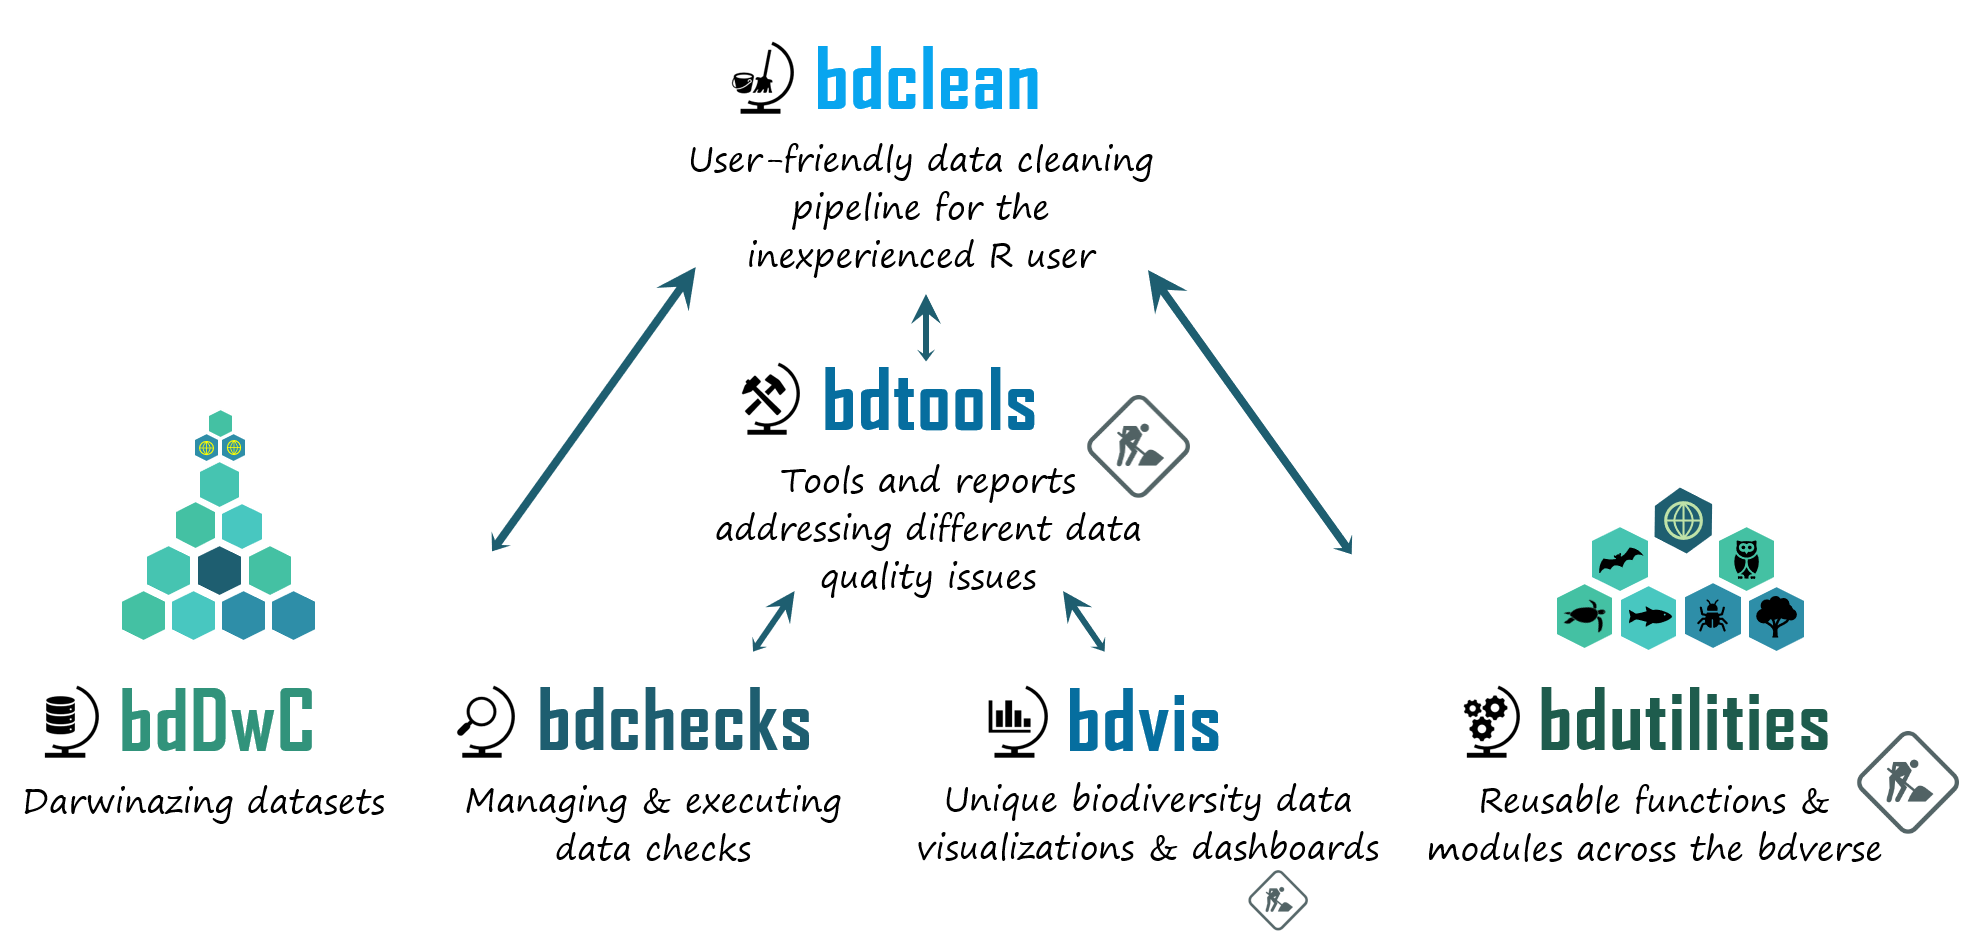 bdclean
User-friendly data cleaning
pipeline for the
inexperienced R user
bdtools
Tools and reports
addressing different data
quality issues
bdDwC
Darwinazing datasets
bdchecks
Managing & executing
data checks
bdvis
Unique biodiversity data
visualizations & dashboards
bdutilities
Reusable functions &
modules across the bdverse